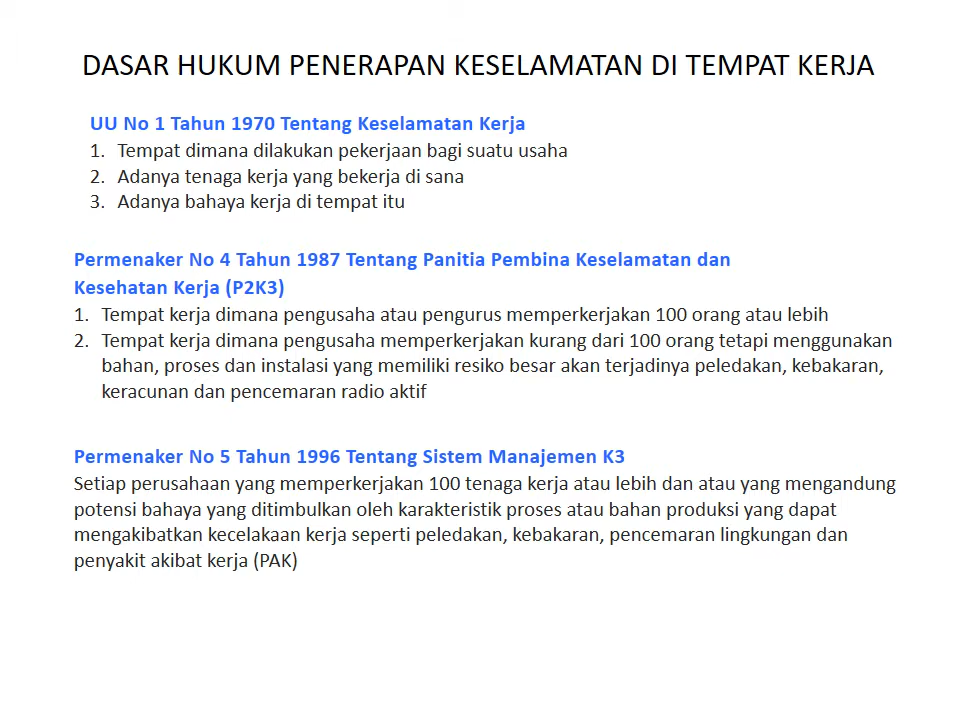 DASAR HUKUM PENERAPAN KESELAMATAN DI TEMPAT KERJA
UU No 1 Tahun 1970 Tentang Keselamatan Kerja
1. Tempat dimana dilakukan pekerjaan bagi suatu usaha
2. Adanya tenaga kerja yang bekerja di sana
3. Adanya bahaya kerja di tempat itu
Permenaker No 4 Tahun 1987 Tentang Panitia Pembina Keselamatan dan
Kesehatan Kerja (P2K3)
1. Tempat kerja dimana pengusaha atau pengurus memperkerjakan 100 orang atau lebih
2. Tempat kerja dimana pengusaha memperkerjakan kurang dari 100 orang tetapi menggunakan
bahan, proses dan instalasi yang memiliki resiko besar akan terjadinya peledakan, kebakaran,
keracunan dan pencemaran radio aktif
Permenaker No 5 Tahun 1996 Tentang Sistem Manajemen K3
Setiap perusahaan yang memperkerjakan 100 tenaga kerja atau lebih dan atau yang mengandung
potensi bahaya yang ditimbulkan oleh karakteristik proses atau bahan produksi yang dapat
mengakibatkan kecelakaan kerja seperti peledakan, kebakaran, pencemaran lingkungan dan
penyakit akibat kerja (PAK)